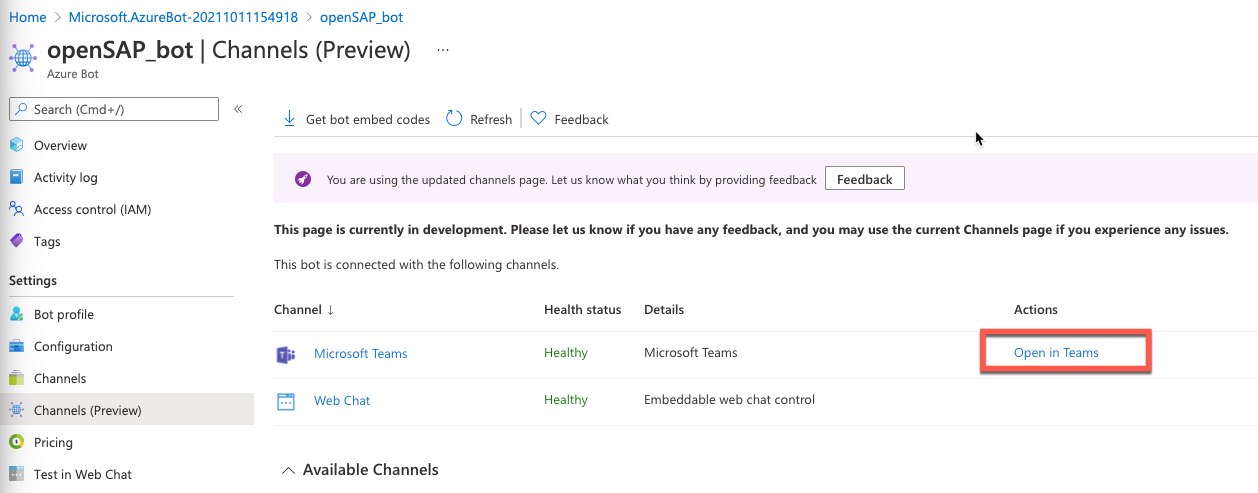 Home > Microsoft.AzureBot-20211011154918 > openSAP_bot
openSAP_bot | Channels (Preview) ...
Azure Bot
Search (Cmd+/) «
Overview
Activity log
Access control (IAM)
Tags
Settings
Bot profile
Configuration
Channels
Channels (Preview)
Pricing
Test in Web Chat
Get bot embed codes Refresh Feedback
You are using the updated channels page. Let us know what you think by providing feedback Feedback
This page is currently in development. Please let us know if you have any feedback, and you may use the current Channels page if you experience any issues.
This bot is connected with the following channels.
Channel ↓ Health status Details Actions
Microsoft Teams Healthy Microsoft Teams Open in Teams
Web Chat Healthy Embeddable web chat control
Available Channels